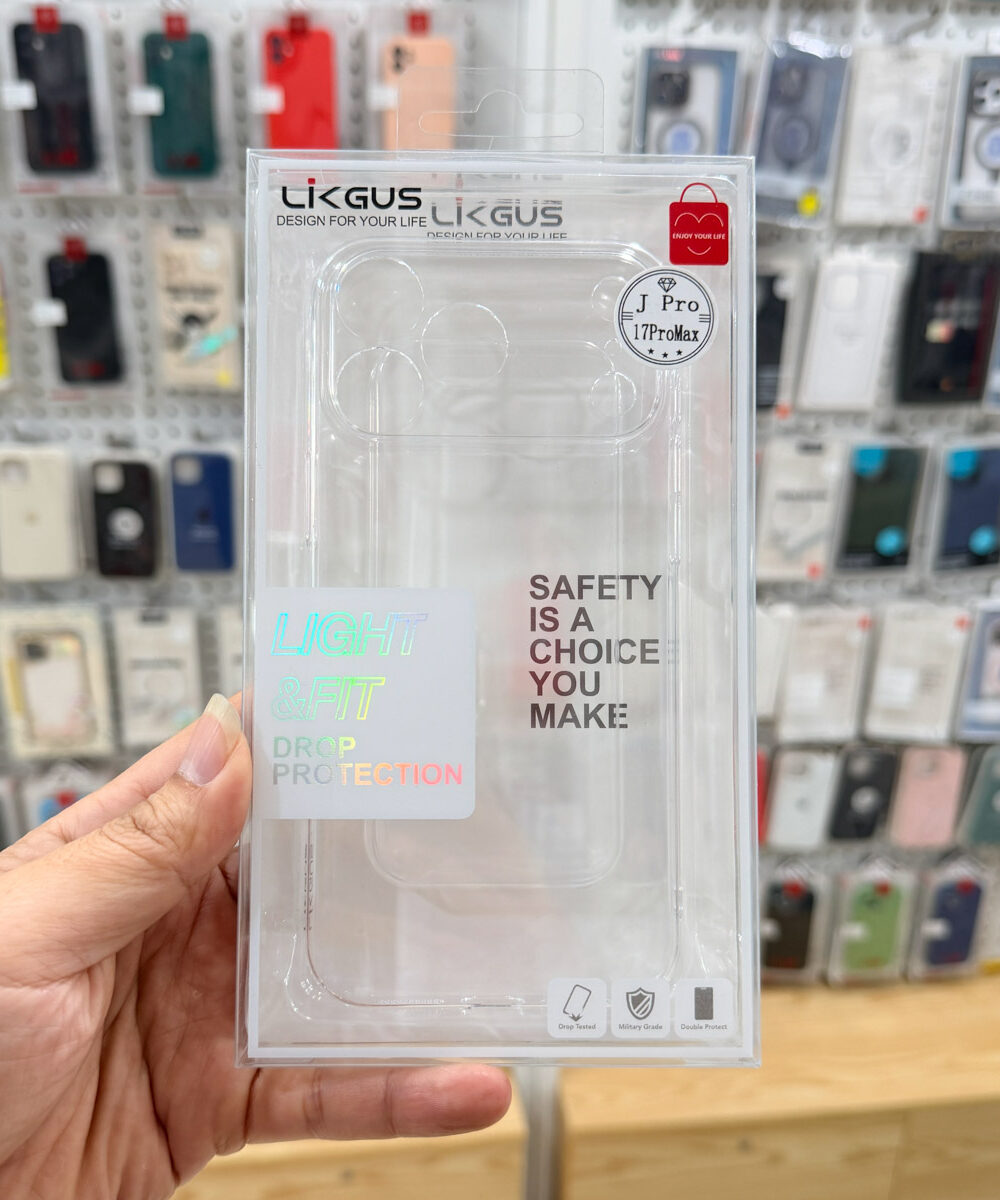 LIKGUS
DESIGN FOR YOUR LIFE
LIKGUS
DESIGN FOR YOUR LIFE
ENJOY YOUR LIFE
J Pro
17ProMax
SAFETY
IS A
CHOICE
YOU
MAKE
LIGHT
&FIT
DROP
PROTECTION
Drop Tested
Military Grade
Double Protect